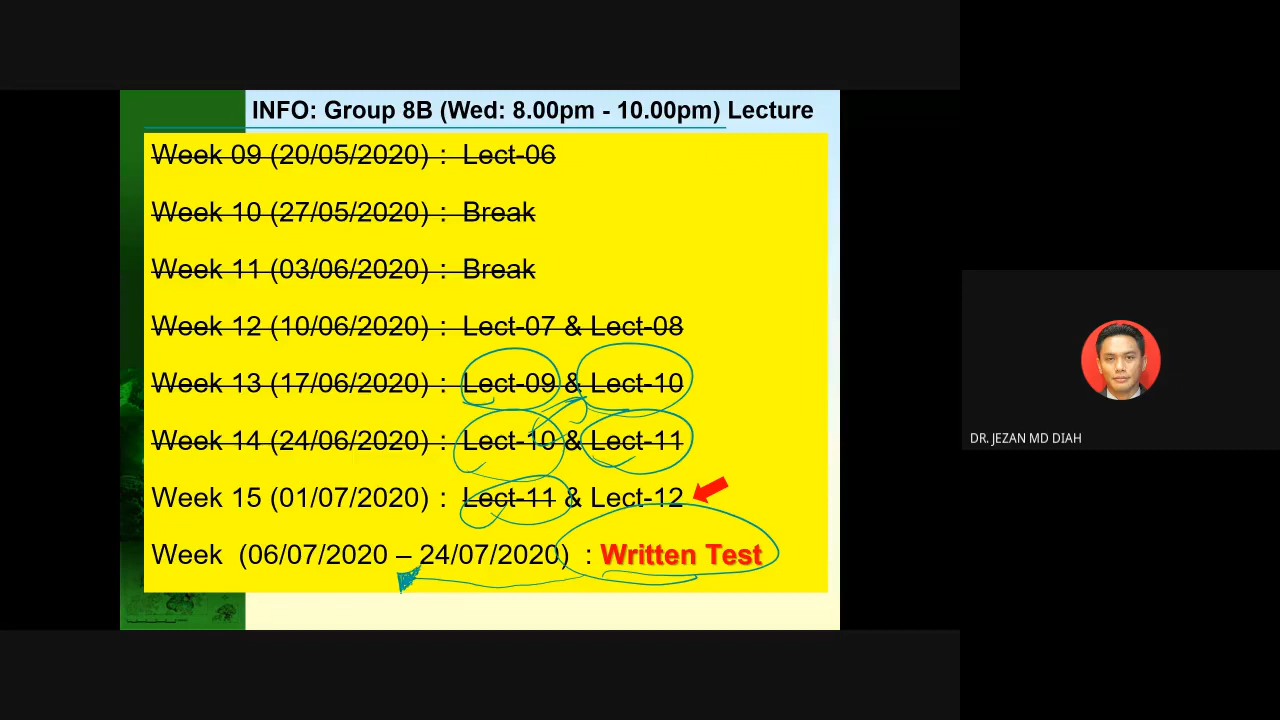 INFO: Group 8B (Wed: 8.00pm - 10.00pm) Lecture
Week 09 (20/05/2020) : Lect-06
Week 10 (27/05/2020) : Break
Week 11 (03/06/2020) : Break
Week 12 (10/06/2020) : Lect-07 & Lect-08
Week 13 (17/06/2020) : Lect-09 & Lect-10
Week 14 (24/06/2020) : Lect-10 & Lect-11
Week 15 (01/07/2020) : Lect-11 & Lect-12
Week (06/07/2020 – 24/07/2020) : Written Test
DR. JEZAN MD DIAH